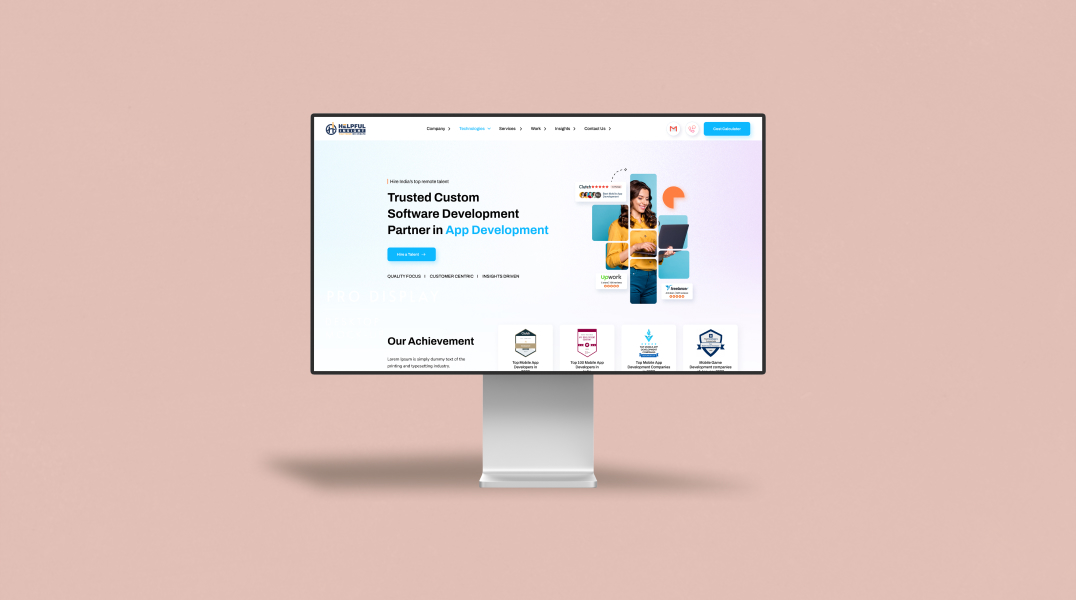 HELPFUL
INSIGHT
Company
Technologies
Services
Work
Insights
Contact Us
Cost Calculator
Hire India's top remote talent
Trusted Custom
Software Development
Partner in App Development
Hire a Talent
QUALITY FOCUS I CUSTOMER CENTRIC I INSIGHTS DRIVEN
Clutch
upwork
freelancer
PRO DISPLAY
Our Achievement
Lorem Ipsum is simply dummy text of the
printing and typesetting industry.
Top Mobile App
Developers in
Top 100 Mobile App
Developers in
Top Mobile App
Development Companies
Mobile Game
Development companies